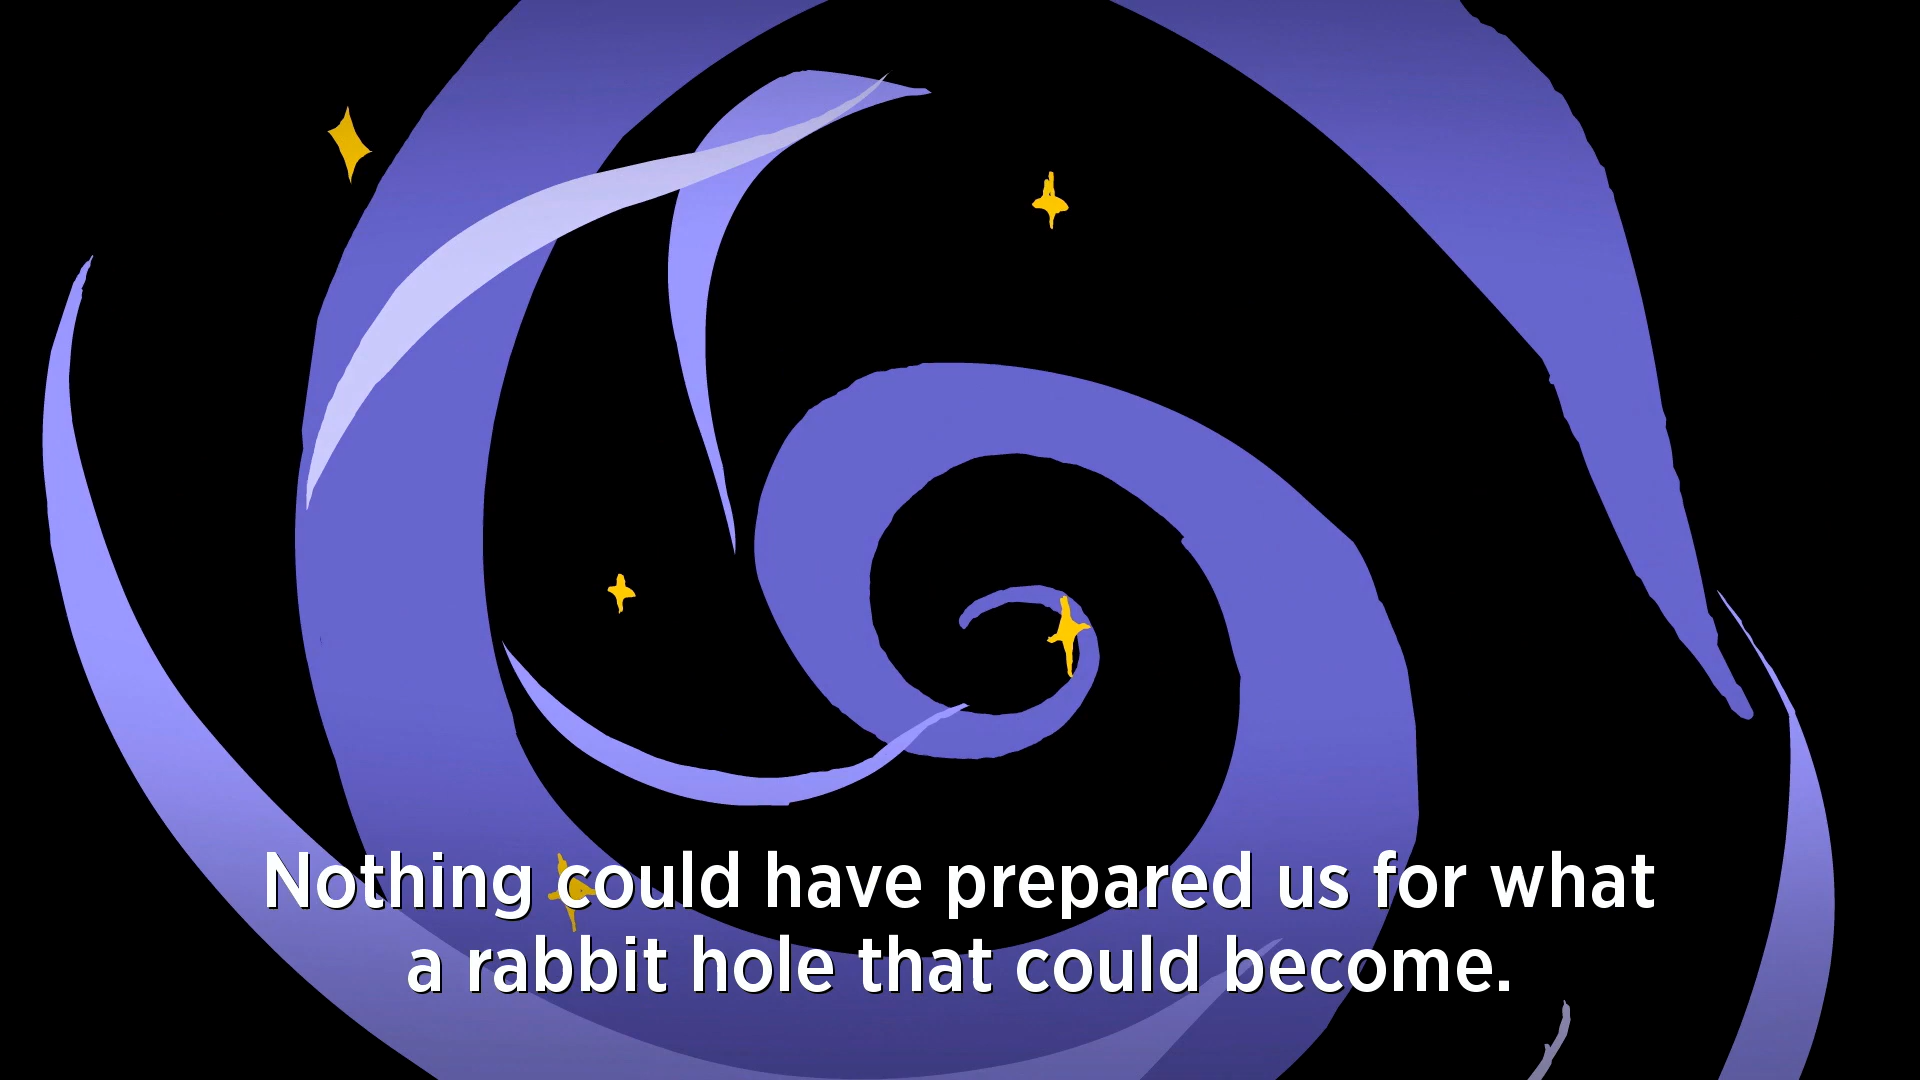 Nothing could have prepared us for what
a rabbit hole that could become.